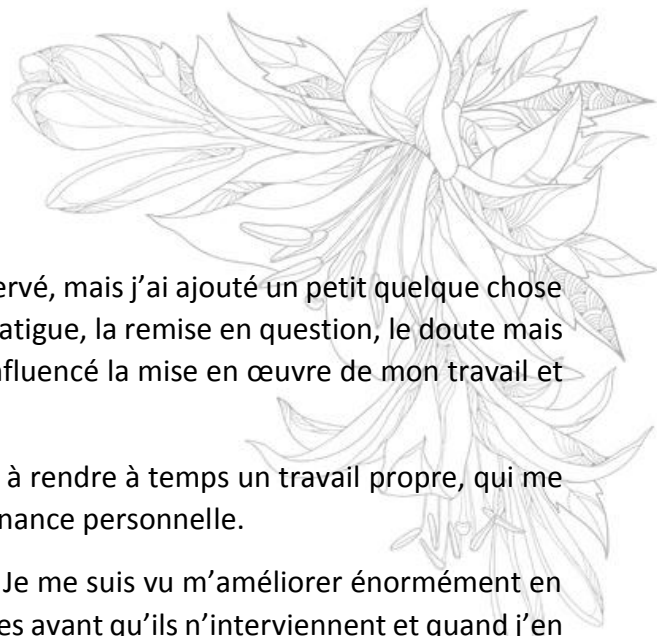 ervé, mais j’ai ajouté un petit quelque chose
atigue, la remise en question, le doute mais
nfluencé la mise en œuvre de mon travail et
à rendre à temps un travail propre, qui me
nance personnelle.
Je me suis vu m’améliorer énormément en
es avant qu’ils n’interviennent et quand j’en